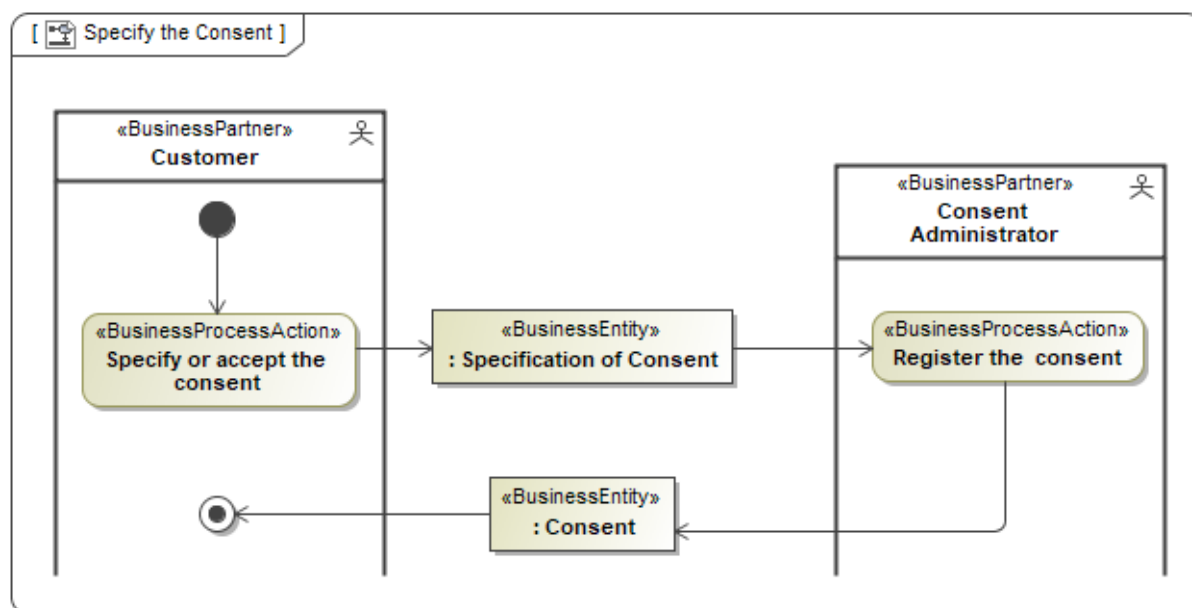 [ Specify the Consent ]
«BusinessPartner»
Customer
«BusinessPartner»
Consent
Administrator
«BusinessProcessAction»
Specify or accept the
consent
«BusinessEntity»
: Specification of Consent
«BusinessProcessAction»
Register the consent
«BusinessEntity»
: Consent